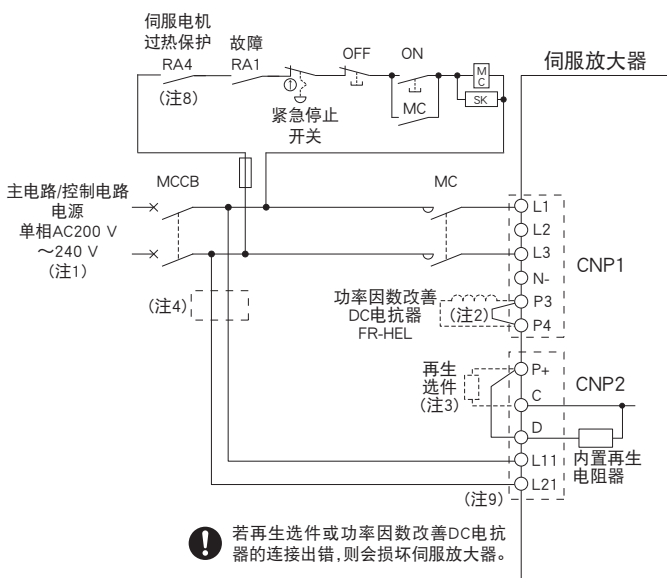 伺服电机
过热保护
RA4
(注8)
故障
RA1
①
紧急停止
开关
OFF
ON
MC
M
C
SK
伺服放大器
主电路/控制电路
电源
单相AC200 V
～240 V
(注1)
MCCB
MC
L1
L2
L3
N-
P3
P4
CNP1
(注4)
功率因数改善
DC电抗器
FR-HEL
(注2)
再生
选件
(注3)
P+
C
D
L11
L21
CNP2
内置再生
电阻器
(注9)
若再生选件或功率因数改善DC电抗
器的连接出错,则会损坏伺服放大器。